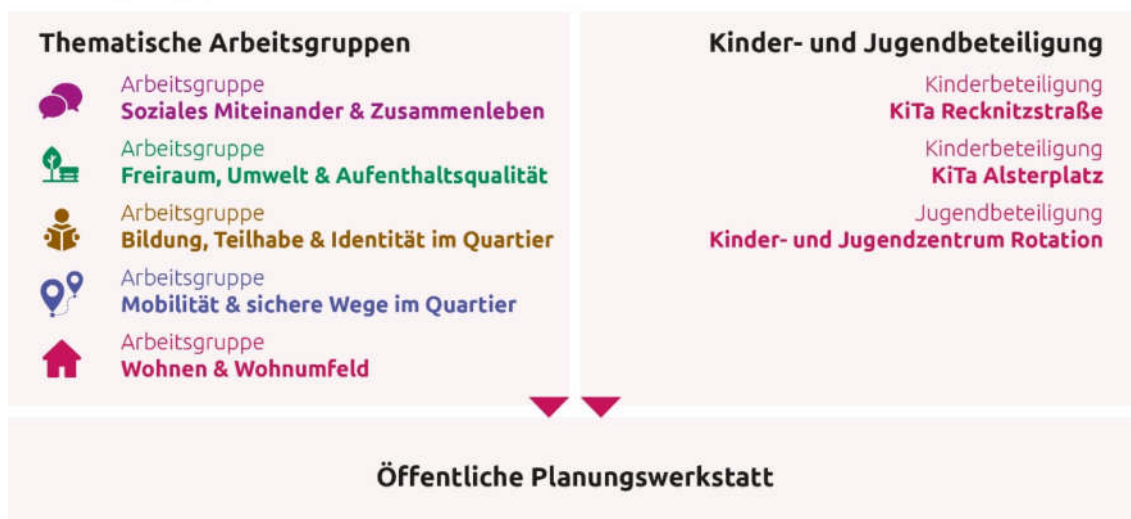 Thematische Arbeitsgruppen
Arbeitsgruppe
Soziales Miteinander & Zusammenleben
Arbeitsgruppe
Freiraum, Umwelt & Aufenthaltsqualität
Arbeitsgruppe
Bildung, Teilhabe & Identität im Quartier
Arbeitsgruppe
Mobilität & sichere Wege im Quartier
Arbeitsgruppe
Wohnen & Wohnumfeld
Kinder- und Jugendbeteiligung
Kinderbeteiligung
KiTa Recknitzstraße
Kinderbeteiligung
KiTa Alsterplatz
Jugendbeteiligung
Kinder- und Jugendzentrum Rotation
Öffentliche Planungswerkstatt